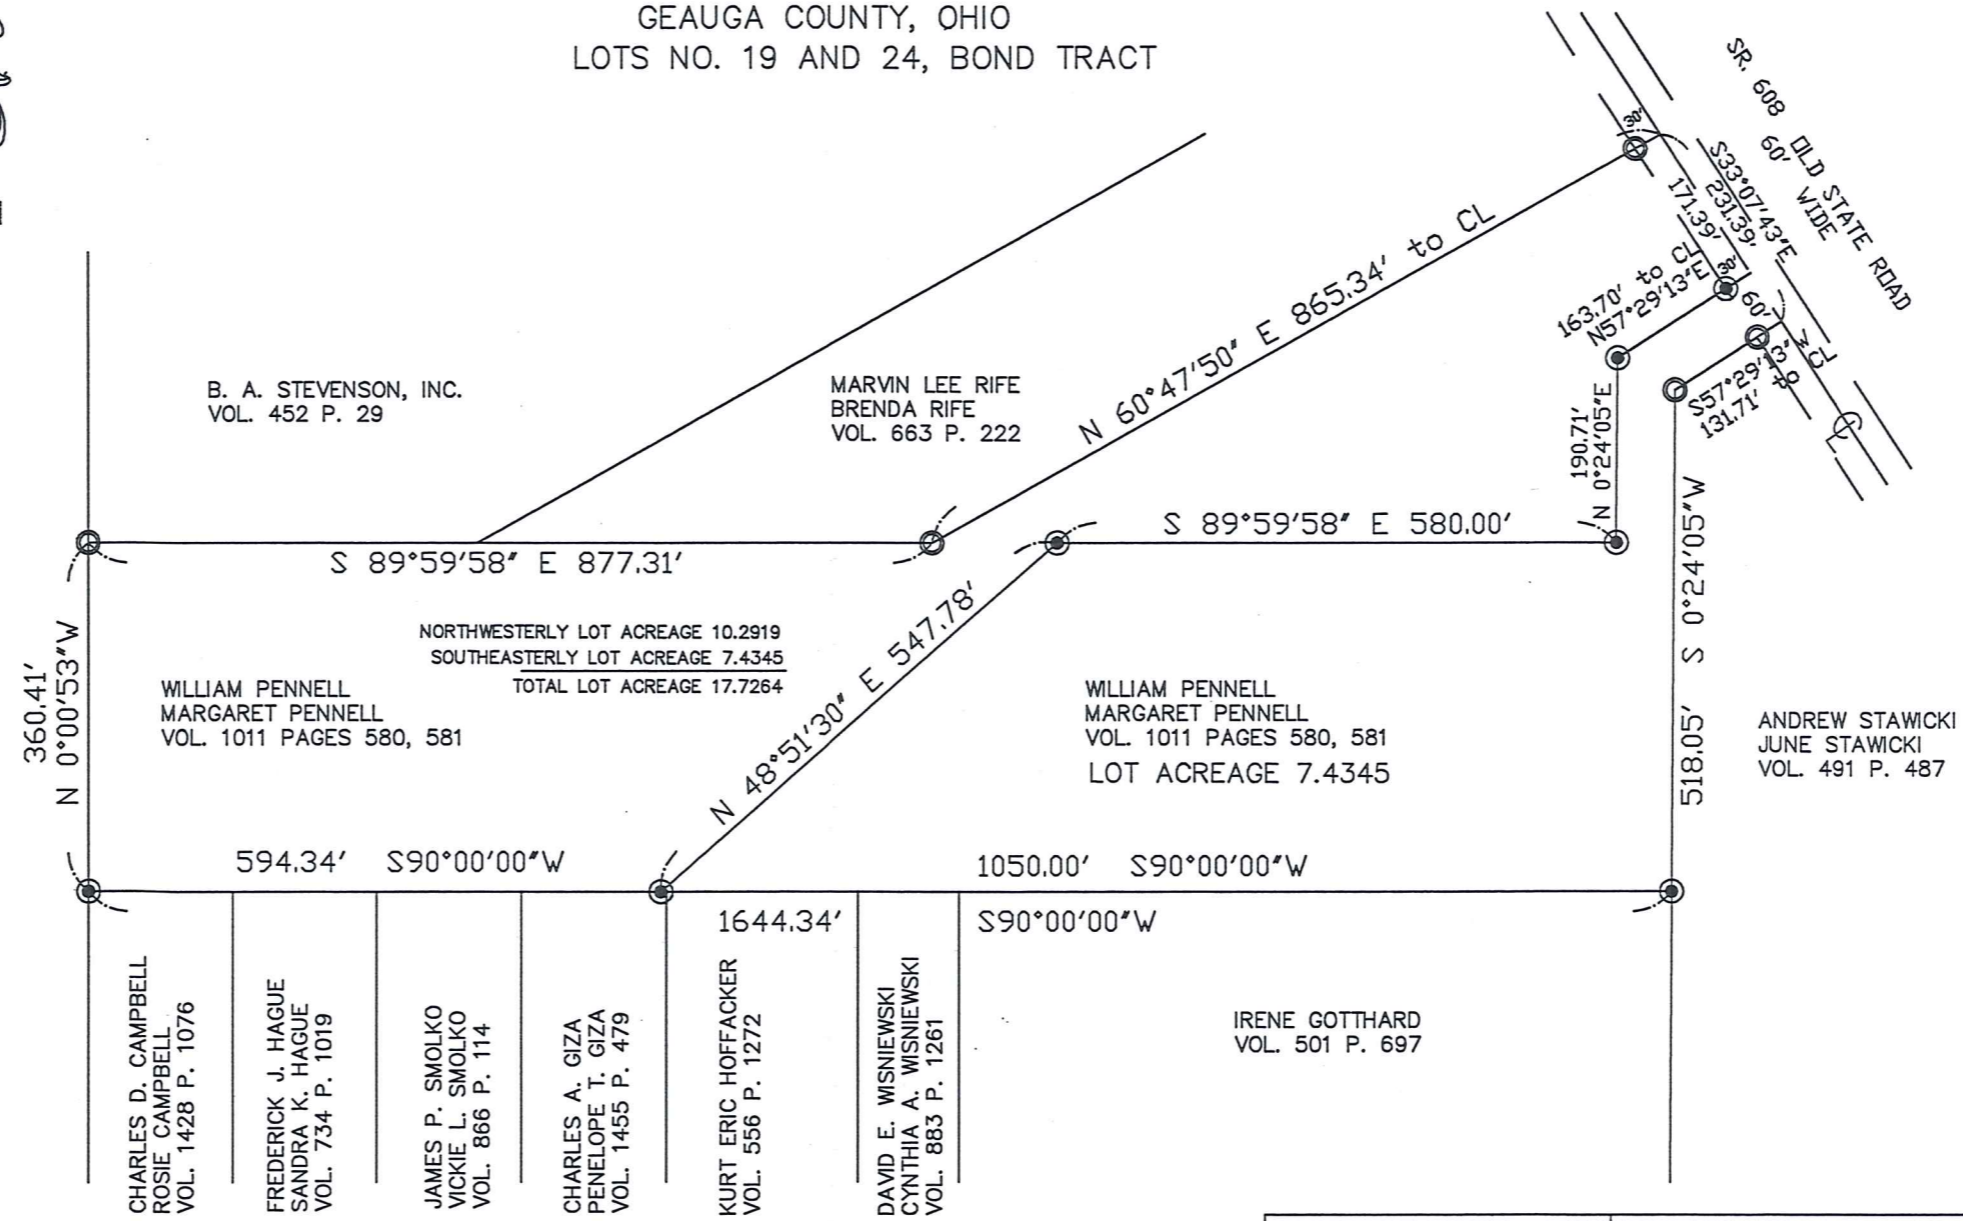 GEAUGA COUNTY, OHIO
LOTS NO. 19 AND 24, BOND TRACT
SR. 608 OLD STATE ROAD
60' WIDE
30'
S33°07'43"E
231.39'
171.39'
N 60°47'50" E 865.34' to CL
163.70' to CL
N57°29'13"E
30'
60'
S57°29'13"W
131.71' to CL
CL
190.71'
N 0°24'05"E
B. A. STEVENSON, INC.
VOL. 452 P. 29
MARVIN LEE RIFE
BRENDA RIFE
VOL. 663 P. 222
S 89°59'58" E 877.31'
S 89°59'58" E 580.00'
360.41'
N 0°00'53"W
NORTHWESTERLY LOT ACREAGE 10.2919
SOUTHEASTERLY LOT ACREAGE 7.4345
TOTAL LOT ACREAGE 17.7264
WILLIAM PENNELL
MARGARET PENNELL
VOL. 1011 PAGES 580, 581
N 48°51'30" E 547.78'
WILLIAM PENNELL
MARGARET PENNELL
VOL. 1011 PAGES 580, 581
LOT ACREAGE 7.4345
518.05' S 0°24'05"W
ANDREW STAWICKI
JUNE STAWICKI
VOL. 491 P. 487
594.34' S90°00'00"W
1050.00' S90°00'00"W
1644.34' S90°00'00"W
CHARLES D. CAMPBELL
ROSIE CAMPBELL
VOL. 1428 P. 1076
FREDERICK J. HAGUE
SANDRA K. HAGUE
VOL. 734 P. 1019
JAMES P. SMOLKO
VICKIE L. SMOLKO
VOL. 866 P. 114
CHARLES A. GIZA
PENELOPE T. GIZA
VOL. 1455 P. 479
KURT ERIC HOFFACKER
VOL. 556 P. 1272
DAVID E. WISNIEWSKI
CYNTHIA A. WISNIEWSKI
VOL. 883 P. 1261
IRENE GOTTHARD
VOL. 501 P. 697